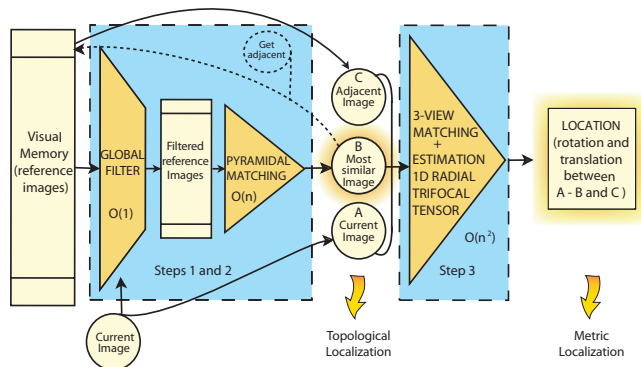 Visual
Memory
(reference
images)
GLOBAL
FILTER
O(1)
Filtered
reference
Images
PYRAMIDAL
MATCHING
O(n)
Get
adjacent
Steps 1 and 2
Current
Image
C
Adjacent
Image
B
Most
similar
Image
A
Current
Image
Topological
Localization
3-VIEW
MATCHING
+
ESTIMATION
1D RADIAL
TRIFOCAL
TENSOR
O(n²)
Step 3
LOCATION
(rotation and
translation
between
A - B and C )
Metric
Localization